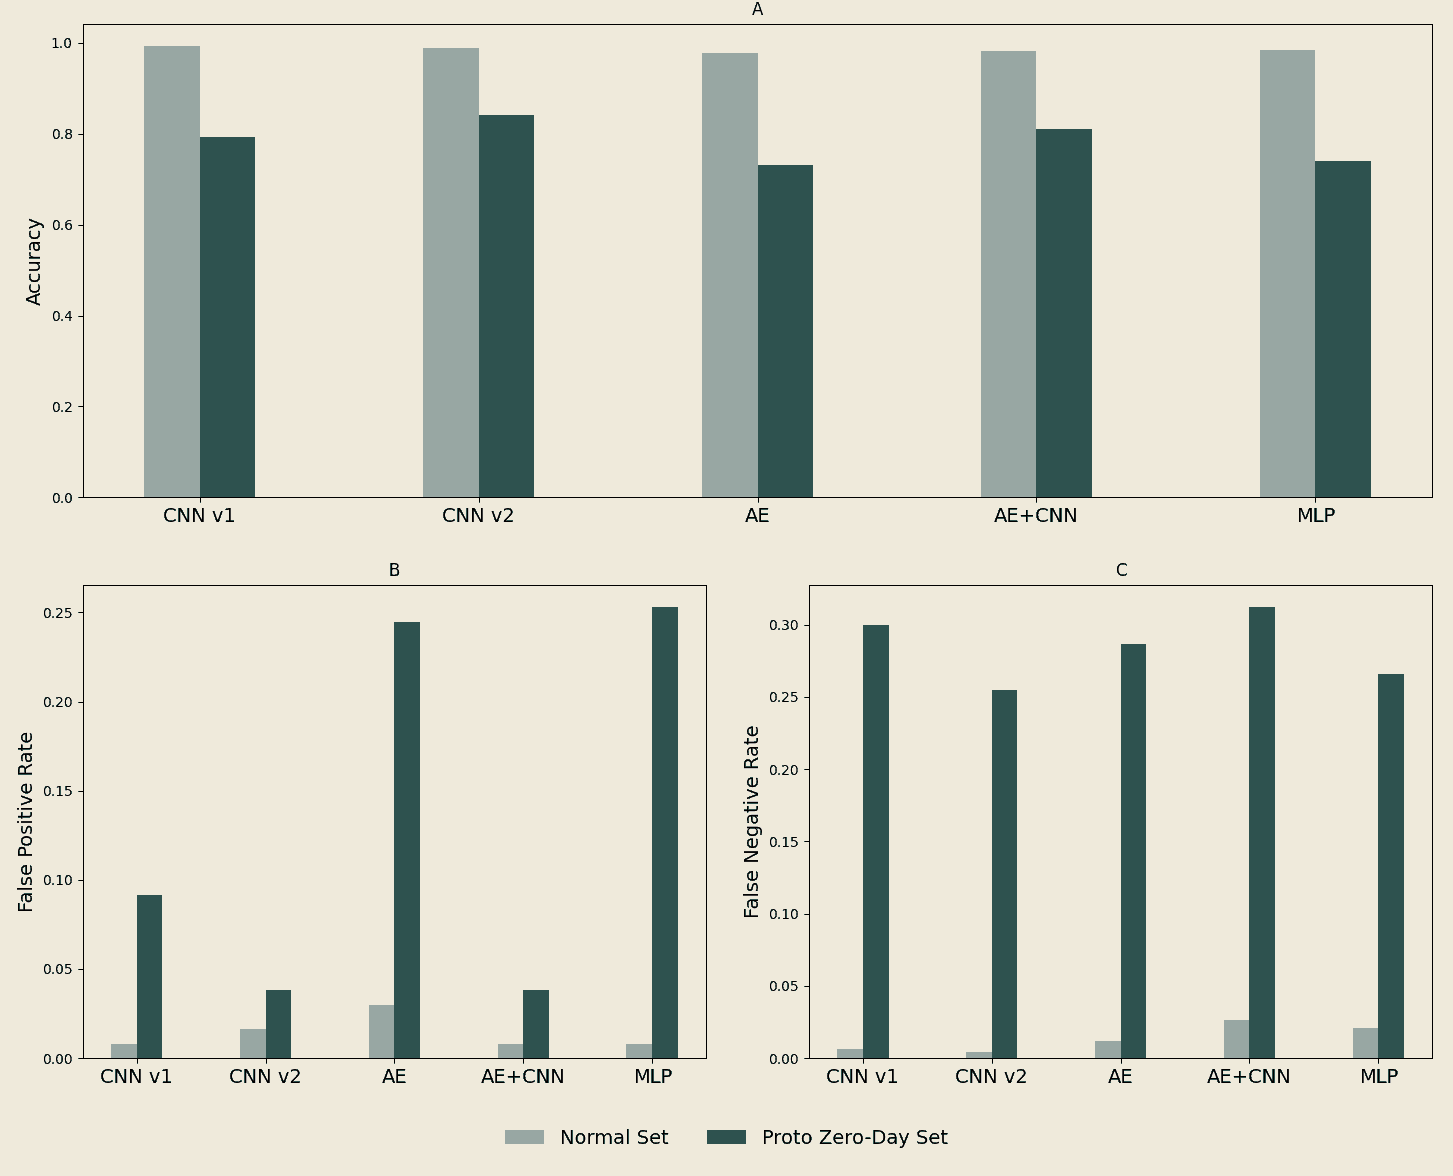 A
Accuracy
1.0
0.8
0.6
0.4
0.2
0.0
CNN v1 CNN v2 AE AE+CNN MLP
B
False Positive Rate
0.25
0.20
0.15
0.10
0.05
0.00
CNN v1 CNN v2 AE AE+CNN MLP
C
False Negative Rate
0.30
0.25
0.20
0.15
0.10
0.05
0.00
CNN v1 CNN v2 AE AE+CNN MLP
Normal Set Proto Zero-Day Set